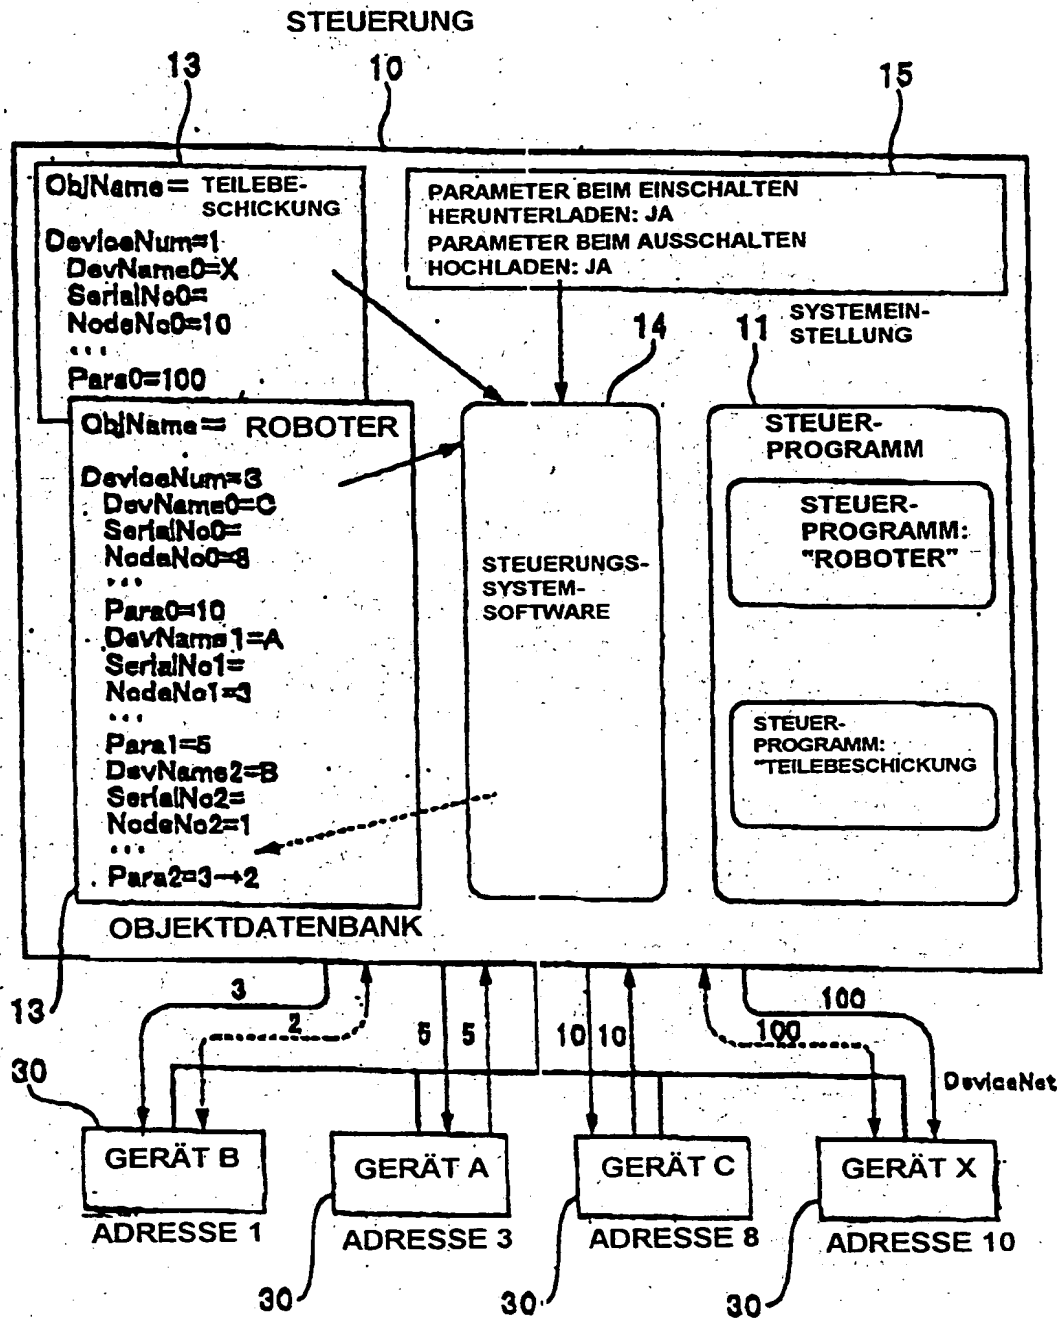 STEUERUNG
13
10
15
ObjName= TEILEBE-
SCHICKUNG
DeviceNum=1
DevName0=X
SerialNo0=
NodeNo0=10
...
Para0=100
PARAMETER BEIM EINSCHALTEN
HERUNTERLADEN: JA
PARAMETER BEIM AUSSCHALTEN
HOCHLADEN: JA
SYSTEMEIN-
STELLUNG
14
11
ObjName= ROBOTER
DeviceNum=3
DevName0=C
SerialNo0=
NodeNo0=8
...
Para0=10
DevName1=A
SerialNo1=
NodeNo1=3
...
Para1=5
DevName2=B
SerialNo2=
NodeNo2=1
...
Para2=3→2
OBJEKTDATENBANK
STEUERUNGS-
SYSTEM-
SOFTWARE
STEUER-
PROGRAMM
STEUER-
PROGRAMM:
"ROBOTER"
STEUER-
PROGRAMM:
"TEILEBESCHICKUNG
13
3
2
5
5
10
10
100
100
30
DeviceNet
GERÄT B
ADRESSE 1
GERÄT A
ADRESSE 3
GERÄT C
ADRESSE 8
GERÄT X
ADRESSE 10
30
30
30